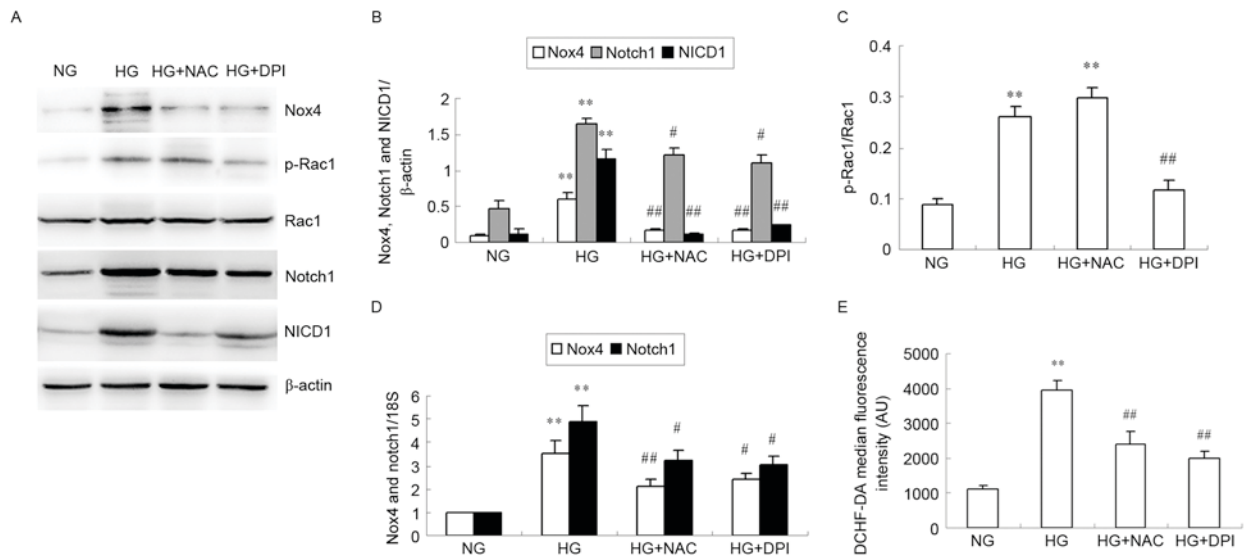 A
NG HG HG+NAC HG+DPI
Nox4
p-Rac1
Rac1
Notch1
NICD1
β-actin
B
Nox4 Notch1 NICD1
Nox4, Notch1 and NICD1/
β-actin
2
1.5
1
0.5
0
** ** **
## # ##
## # ##
NG HG HG+NAC HG+DPI
C
p-Rac1/Rac1
0.4
0.3
0.2
0.1
0
** ** ##
NG HG HG+NAC HG+DPI
D
Nox4 Notch1
Nox4 and notch1/18S
6
5
4
3
2
1
0
** **
## #
# #
NG HG HG+NAC HG+DPI
E
DCHF-DA median fluorescence
intensity (AU)
5000
4000
3000
2000
1000
0
** ## ##
NG HG HG+NAC HG+DPI